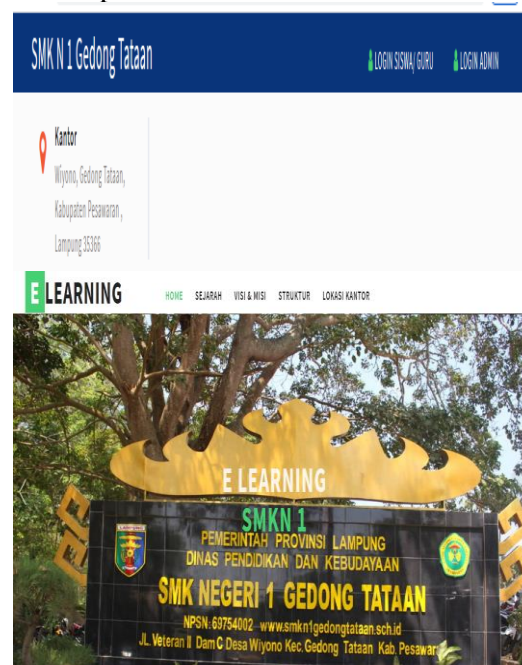 SMK N 1 Gedong Tataan
LOGIN SISWA/ GURU
LOGIN ADMIN
Kantor
Wiyono, Gedong Tataan,
Kabupaten Pesawaran ,
Lampung 35366
E LEARNING
HOME SEJARAH VISI & MISI STRUKTUR LOKASI KANTOR
E LEARNING
SMKN 1
LAMPUNG
PEMERINTAH PROVINSI LAMPUNG
DINAS PENDIDIKAN DAN KEBUDAYAAN
SMK NEGERI 1 GEDONG TATAAN
NPSN: 69754002 www.smkn1gedongtataan.sch.id
JL. Veteran II Dam C Desa Wiyono Kec. Gedong Tataan Kab. Pesawar